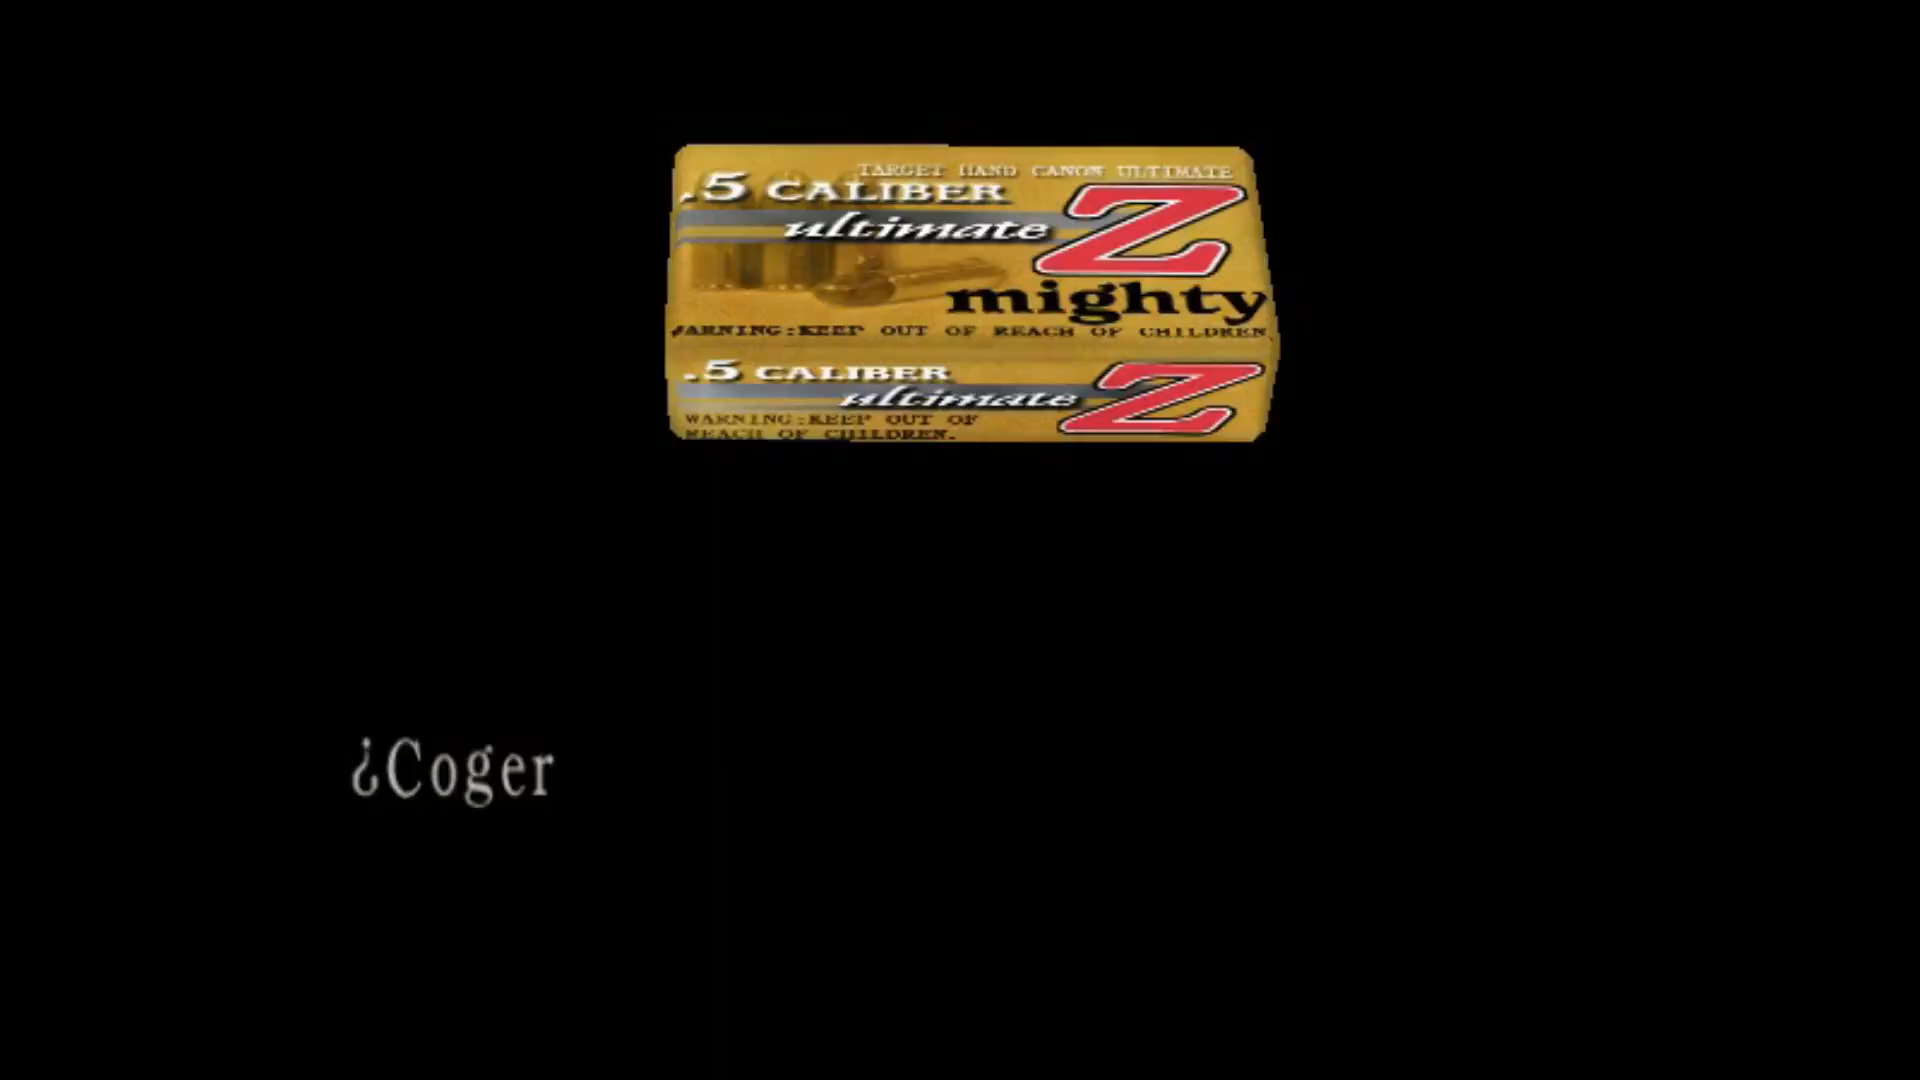 TARGET HAND CANON ULTIMATE
.5 CALIBER
ultimate Z
mighty
WARNING:KEEP OUT OF REACH OF CHILDREN
.5 CALIBER
ultimate Z
WARNING:KEEP OUT OF
REACH OF CHILDREN.
¿Coger